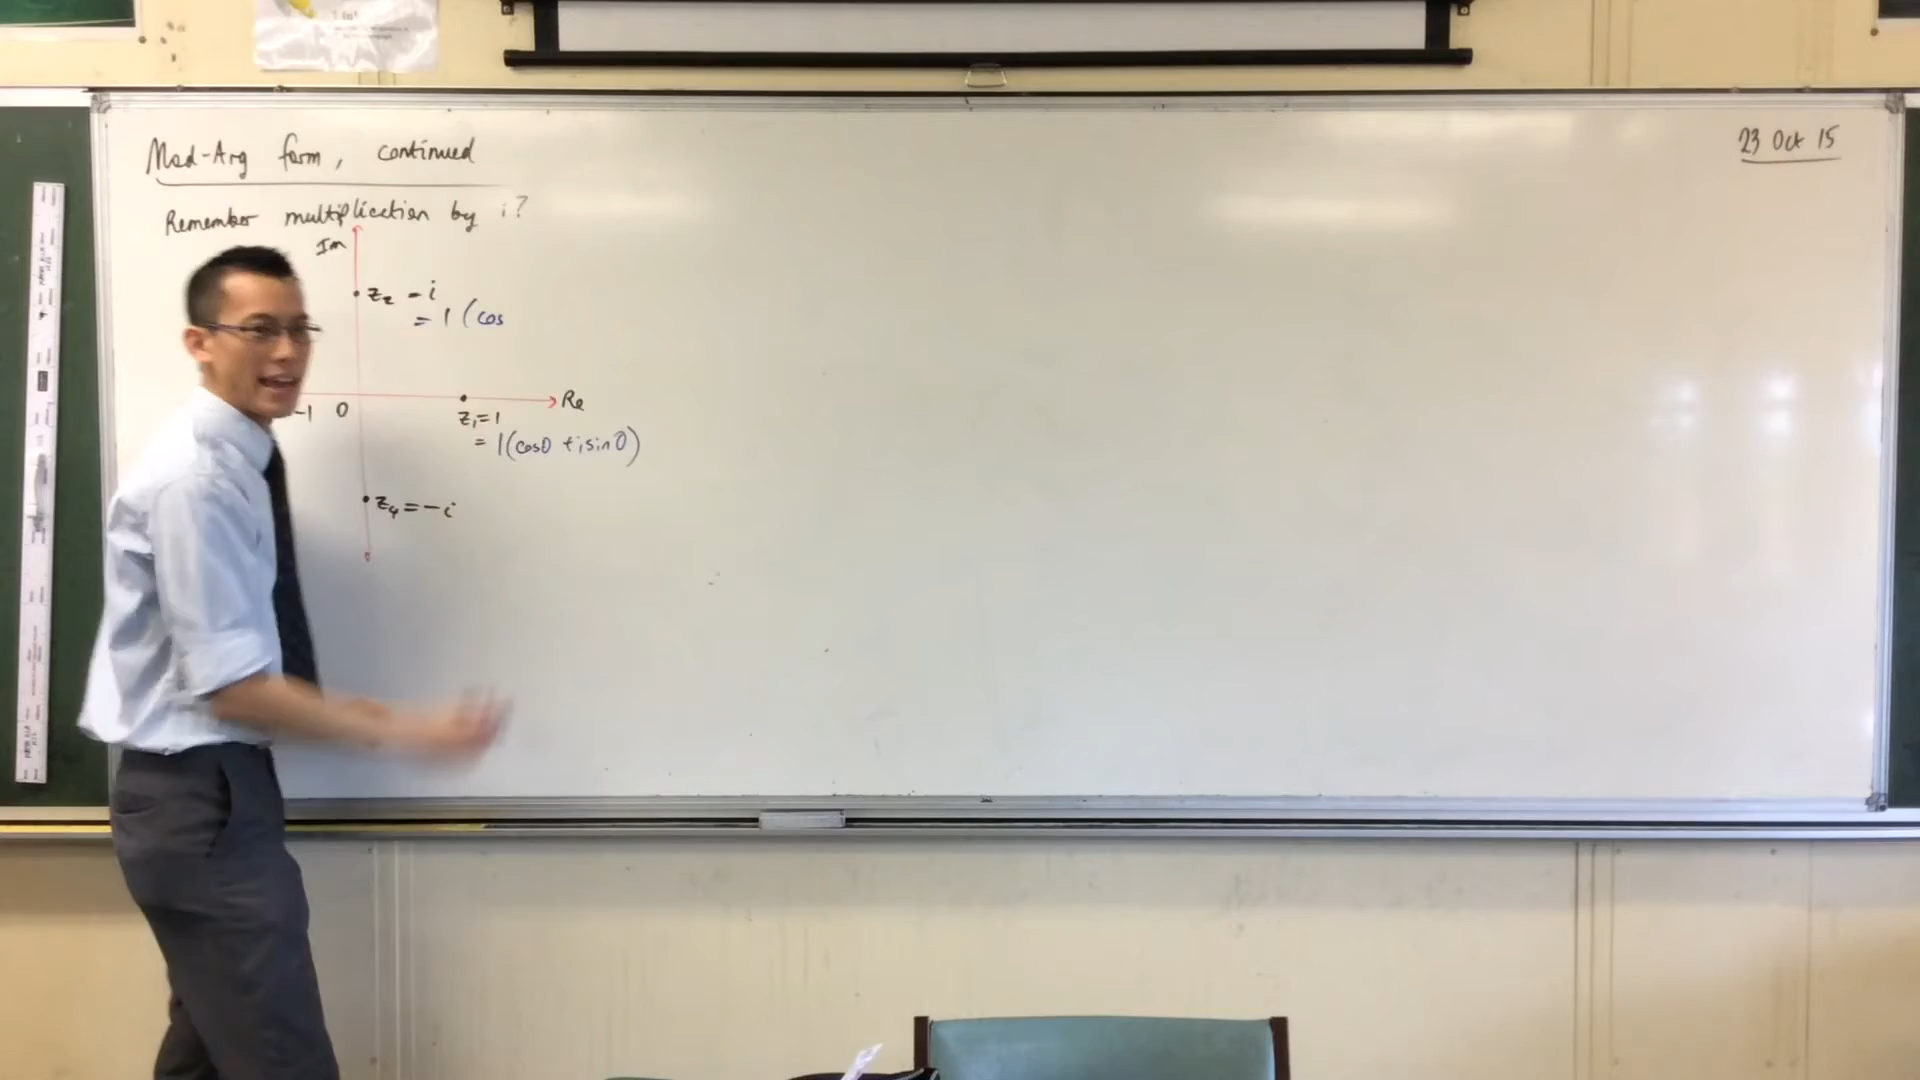 Mod-Arg form, continued
23 Oct 15
Remember multiplication by i?
Im
z₂ = i
= 1 (cos
-1 0 Re
z₁ = 1
= 1(cos0 + isin0)
z₄ = -i